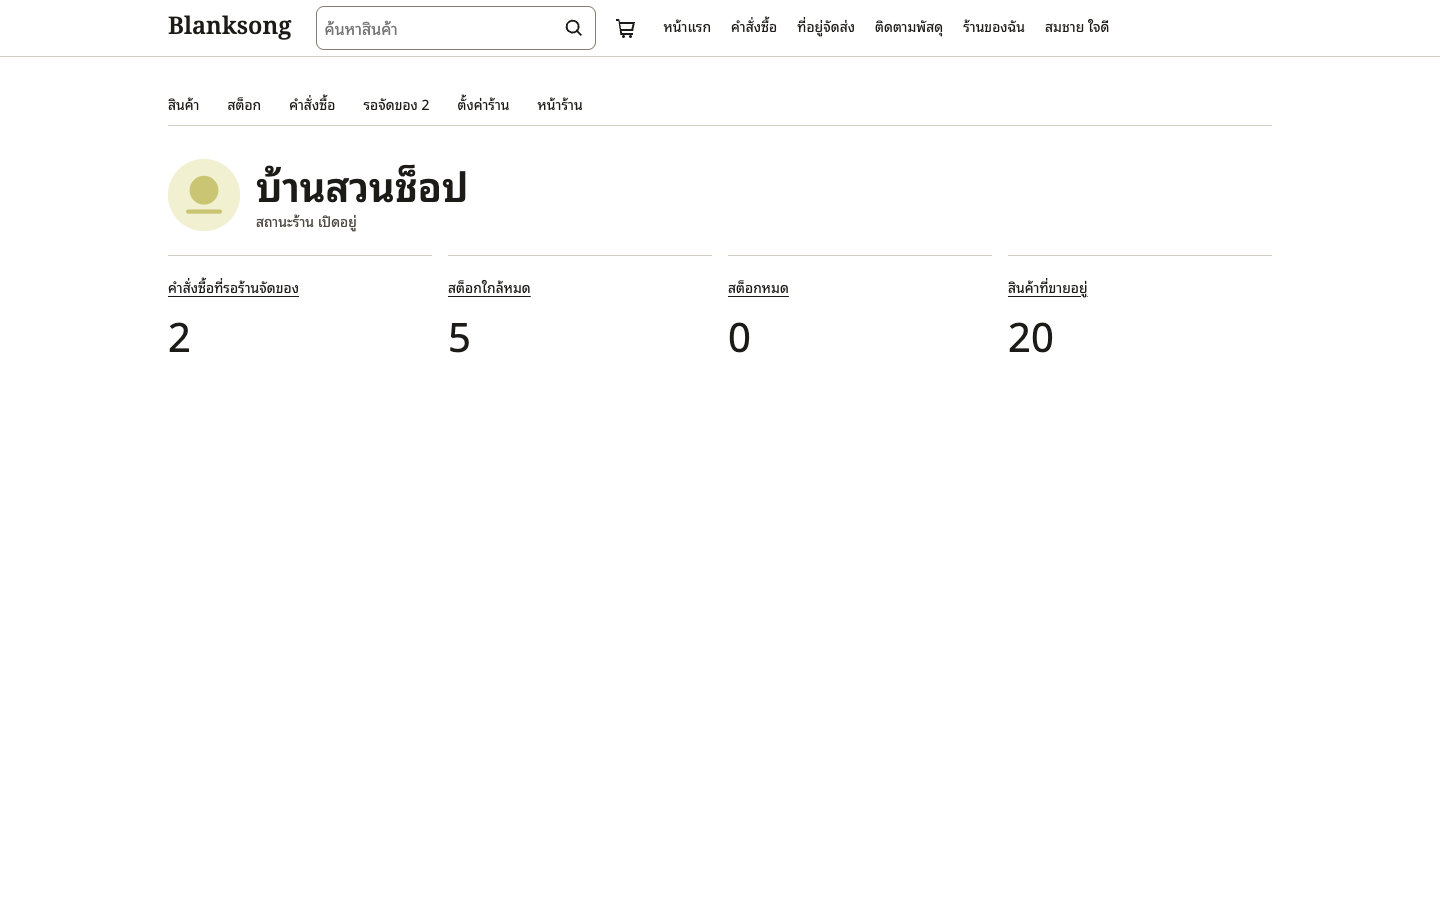 Blanksong
ค้นหาสินค้า
หน้าแรก
คำสั่งซื้อ
ที่อยู่จัดส่ง
ติดตามพัสดุ
ร้านของฉัน
สมชาย ใจดี
สินค้า
สต็อก
คำสั่งซื้อ
รอจัดของ 2
ตั้งค่าร้าน
หน้าร้าน
บ้านสวนช็อป
สถานะร้าน เปิดอยู่
คำสั่งซื้อที่รอร้านจัดของ
2
สต็อกใกล้หมด
5
สต็อกหมด
0
สินค้าที่ขายอยู่
20